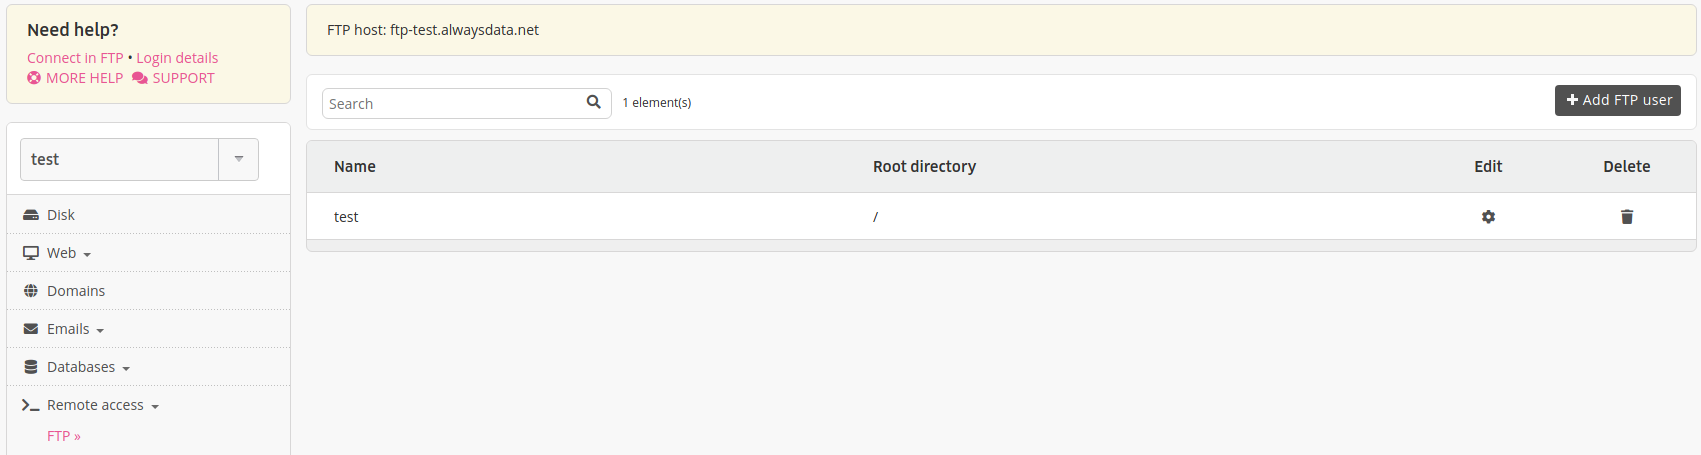 Need help?
Connect in FTP • Login details
MORE HELP SUPPORT
test
Disk
Web
Domains
Emails
Databases
Remote access
FTP »
FTP host: ftp-test.alwaysdata.net
Search 1 element(s) + Add FTP user
Name Root directory Edit Delete
test /